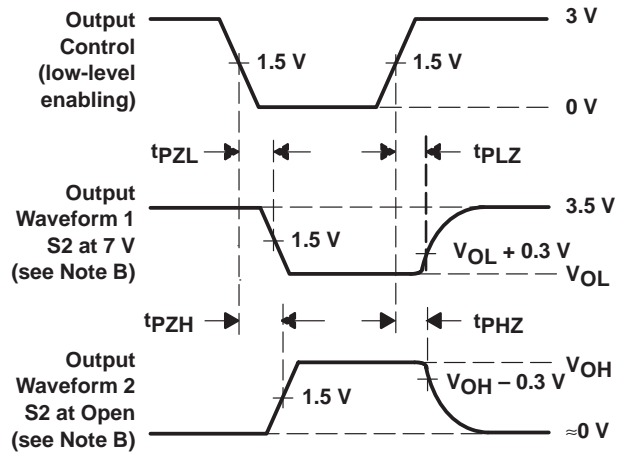 Output
Control
(low-level
enabling)
3 V
1.5 V
1.5 V
0 V
tPZL
tPLZ
Output
Waveform 1
S2 at 7 V
(see Note B)
3.5 V
1.5 V
VOL + 0.3 V
VOL
tPZH
tPHZ
Output
Waveform 2
S2 at Open
(see Note B)
VOH
1.5 V
VOH – 0.3 V
≈0 V